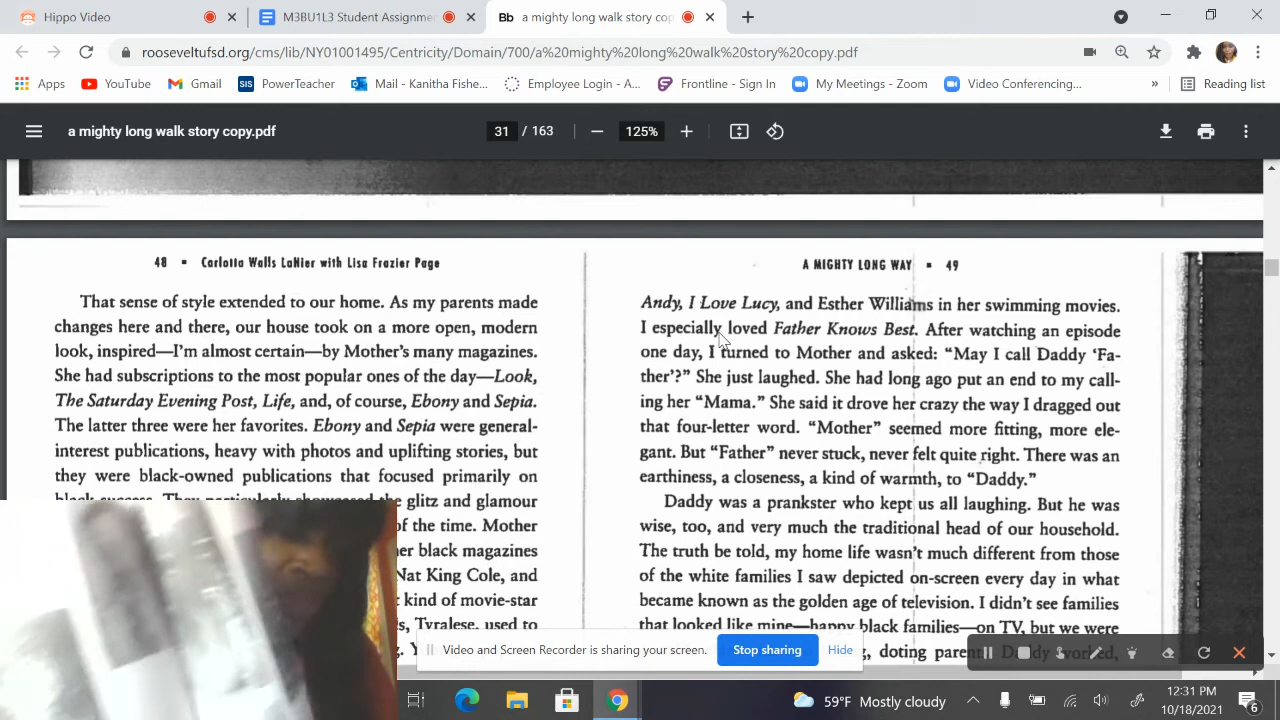 Hippo Video
M3BU1L3 Student Assignme
Bb a mighty long walk story cop
rooseveltufsd.org/cms/lib/NY01001495/Centricity/Domain/700/a%20mighty%20long%20walk%20story%20copy.pdf
Apps YouTube Gmail SIS PowerTeacher Mail - Kanitha Fishe... Employee Login - A... Frontline - Sign In My Meetings - Zoom Video Conferencing... » Reading list
a mighty long walk story copy.pdf
31 / 163
125%
48 ▪ Carlotta Walls LaNier with Lisa Frazier Page
That sense of style extended to our home. As my parents made
changes here and there, our house took on a more open, modern
look, inspired—I'm almost certain—by Mother's many magazines.
She had subscriptions to the most popular ones of the day—Look,
The Saturday Evening Post, Life, and, of course, Ebony and Sepia.
The latter three were her favorites. Ebony and Sepia were general-
interest publications, heavy with photos and uplifting stories, but
they were black-owned publications that focused primarily on
black success. They particularly showcased the glitz and glamour
of the time. Mother
her black magazines
Nat King Cole, and
kind of movie-star
s, Tyralese, used to
A MIGHTY LONG WAY ▪ 49
Andy, I Love Lucy, and Esther Williams in her swimming movies.
I especially loved Father Knows Best. After watching an episode
one day, I turned to Mother and asked: "May I call Daddy 'Fa-
ther'?" She just laughed. She had long ago put an end to my call-
ing her "Mama." She said it drove her crazy the way I dragged out
that four-letter word. "Mother" seemed more fitting, more ele-
gant. But "Father" never stuck, never felt quite right. There was an
earthiness, a closeness, a kind of warmth, to "Daddy."
Daddy was a prankster who kept us all laughing. But he was
wise, too, and very much the traditional head of our household.
The truth be told, my home life wasn't much different from those
of the white families I saw depicted on-screen every day in what
became known as the golden age of television. I didn't see families
that looked like mine—happy black families—on TV, but we were
doting parent Daddy worked,
Video and Screen Recorder is sharing your screen.
Stop sharing
Hide
59°F Mostly cloudy
12:31 PM
10/18/2021
6